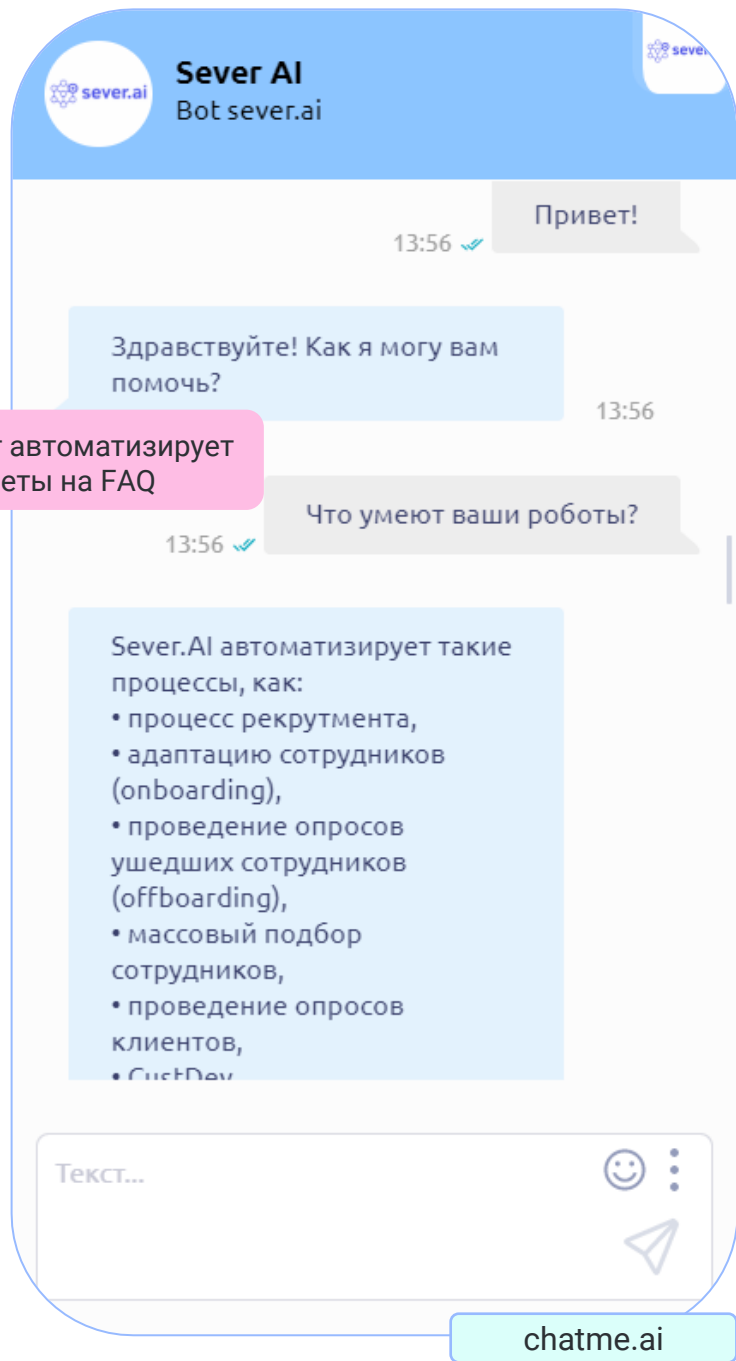 Sever AI
Bot sever.ai
sever.ai
Привет!
13:56
Здравствуйте! Как я могу вам
помочь?
13:56
автоматизирует
на FAQ
Что умеют ваши роботы?
13:56
Sever.AI автоматизирует такие
процессы, как:
• процесс рекрутмента,
• адаптацию сотрудников
(onboarding),
• проведение опросов
ушедших сотрудников
(offboarding),
• массовый подбор
сотрудников,
• проведение опросов
клиентов,
• CustDev
Текст...
chatme.ai